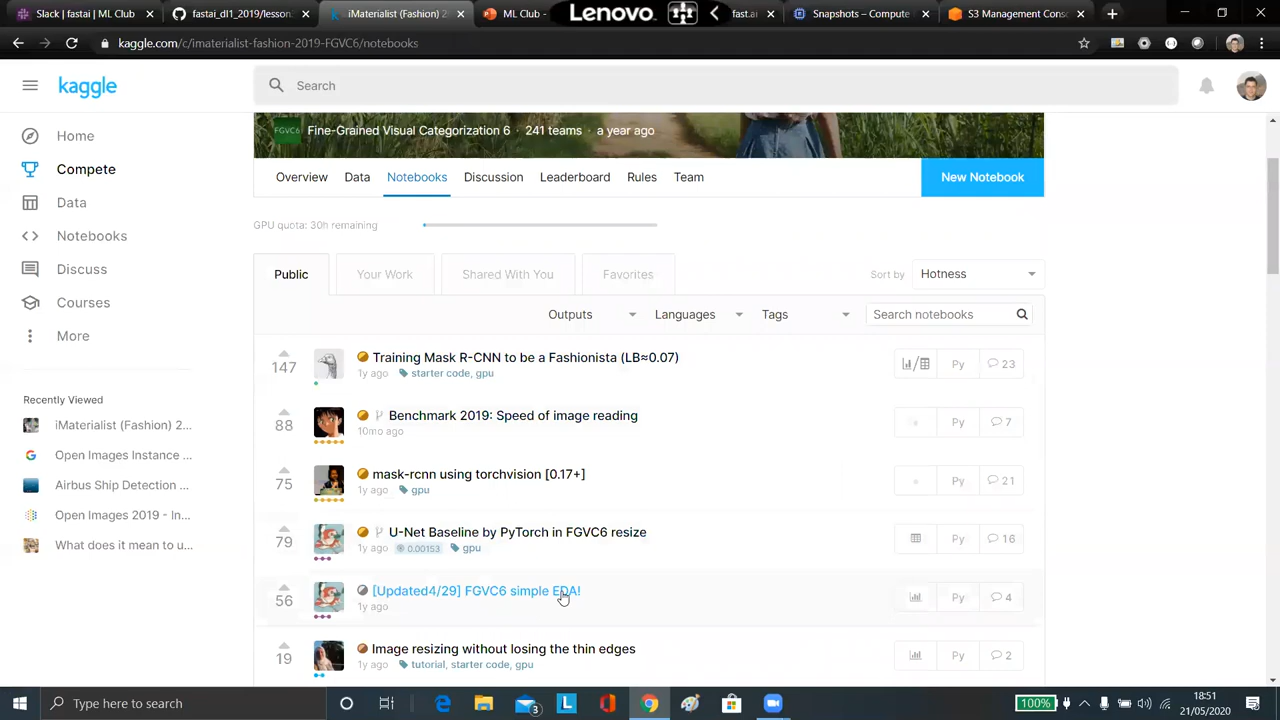 Kaggle Club
fastai_dl1_2019/lesson
iMaterialist (Fashion) 2
ML Club -
Lenovo
fast.ai
Snapshots – Compute
S3 Management Cons
kaggle.com/c/imaterialist-fashion-2019-FGVC6/notebooks
kaggle
Search
FGVC6
Fine-Grained Visual Categorization 6 · 241 teams · a year ago
Home
Compete
Data
Notebooks
Discuss
Courses
More
Recently Viewed
iMaterialist (Fashion) 2...
Open Images Instance ...
Airbus Ship Detection ...
Open Images 2019 - In...
What does it mean to u...
Overview
Data
Notebooks
Discussion
Leaderboard
Rules
Team
New Notebook
GPU quota: 30h remaining
Public
Your Work
Shared With You
Favorites
Sort by
Hotness
Outputs
Languages
Tags
Search notebooks
147
Training Mask R-CNN to be a Fashionista (LB≈0.07)
1y ago
starter code, gpu
Py
23
88
Benchmark 2019: Speed of image reading
10mo ago
Py
7
75
mask-rcnn using torchvision [0.17+]
1y ago
gpu
Py
21
79
U-Net Baseline by PyTorch in FGVC6 resize
1y ago
0.00153
gpu
Py
16
56
[Updated4/29] FGVC6 simple EDA!
1y ago
Py
4
19
Image resizing without losing the thin edges
1y ago
tutorial, starter code, gpu
Py
2
Type here to search
3
L
100%
18:51
21/05/2020